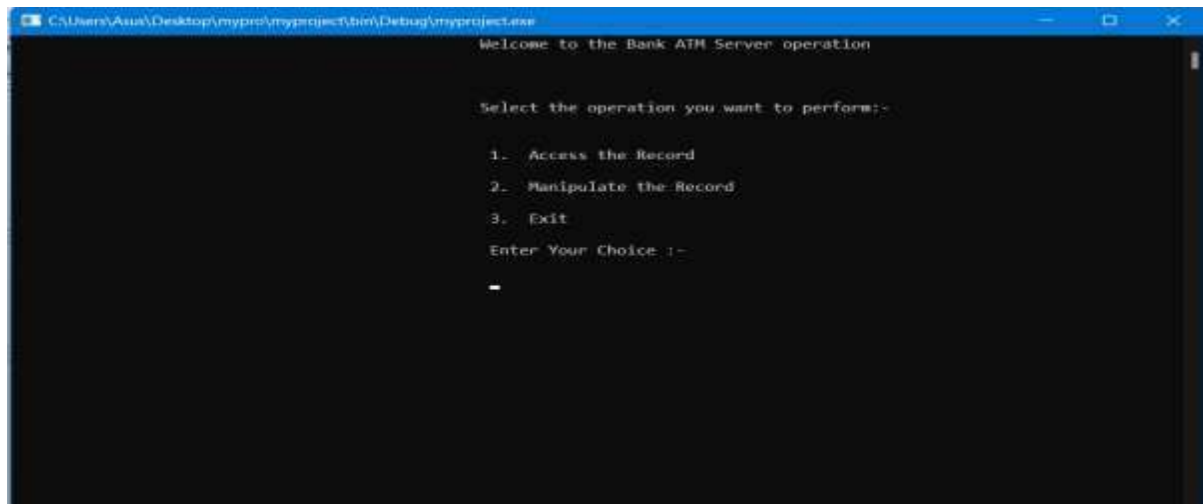 C:\Users\Asus\Desktop\mypro\myproject\bin\Debug\myproject.exe
Welcome to the Bank ATM Server operation
Select the operation you want to perform:-
1. Access the Record
2. Manipulate the Record
3. Exit
Enter Your Choice :-